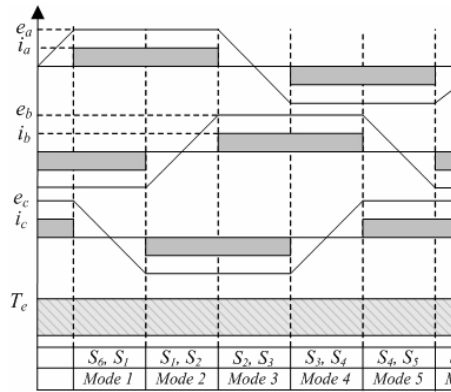 e_a
i_a
e_b
i_b
e_c
i_c
T_e
S_6, S_1 S_1, S_2 S_2, S_3 S_3, S_4 S_4, S_5
Mode 1 Mode 2 Mode 3 Mode 4 Mode 5